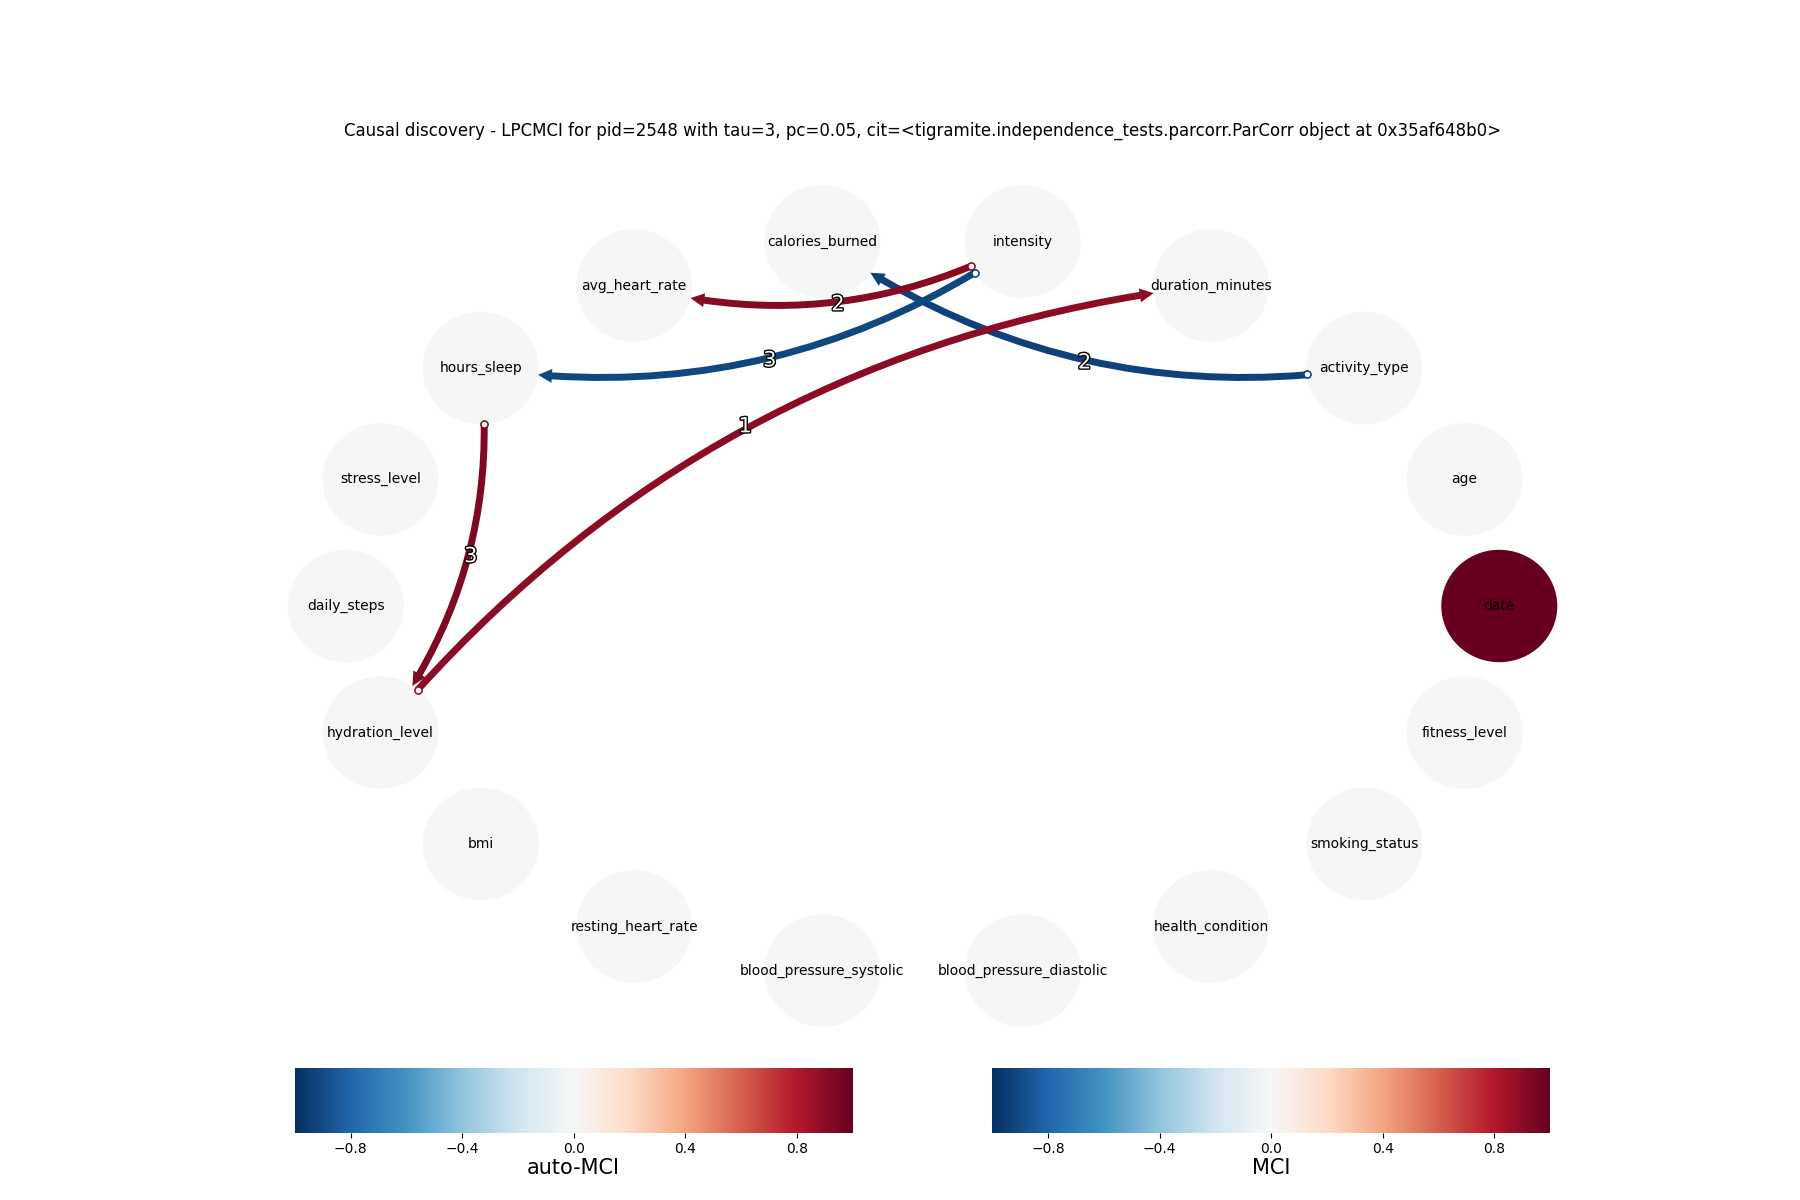 Causal discovery - LPCMCI for pid=2548 with tau=3, pc=0.05, cit=<tigramite.independence_tests.parcorr.ParCorr object at 0x35af648b0>
calories_burned
intensity
avg_heart_rate
duration_minutes
2
3
2
hours_sleep
activity_type
1
stress_level
age
3
daily_steps
date
hydration_level
fitness_level
bmi
smoking_status
resting_heart_rate
health_condition
blood_pressure_systolic
blood_pressure_diastolic
−0.8 −0.4 0.0 0.4 0.8
auto-MCI
−0.8 −0.4 0.0 0.4 0.8
MCI